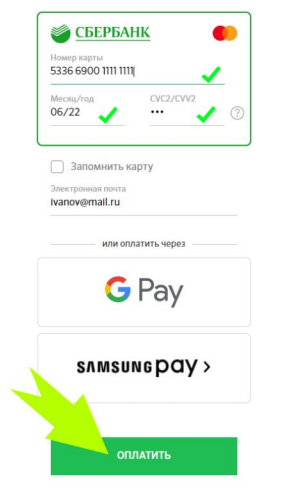 СБЕРБАНК
Номер карты
5336 6900 1111 1111
Месяц/год CVC2/CVV2
06/22 ••• ?
Запомнить карту
Электронная почта
ivanov@mail.ru
или оплатить через
G Pay
SAMSUNG pay >
ОПЛАТИТЬ